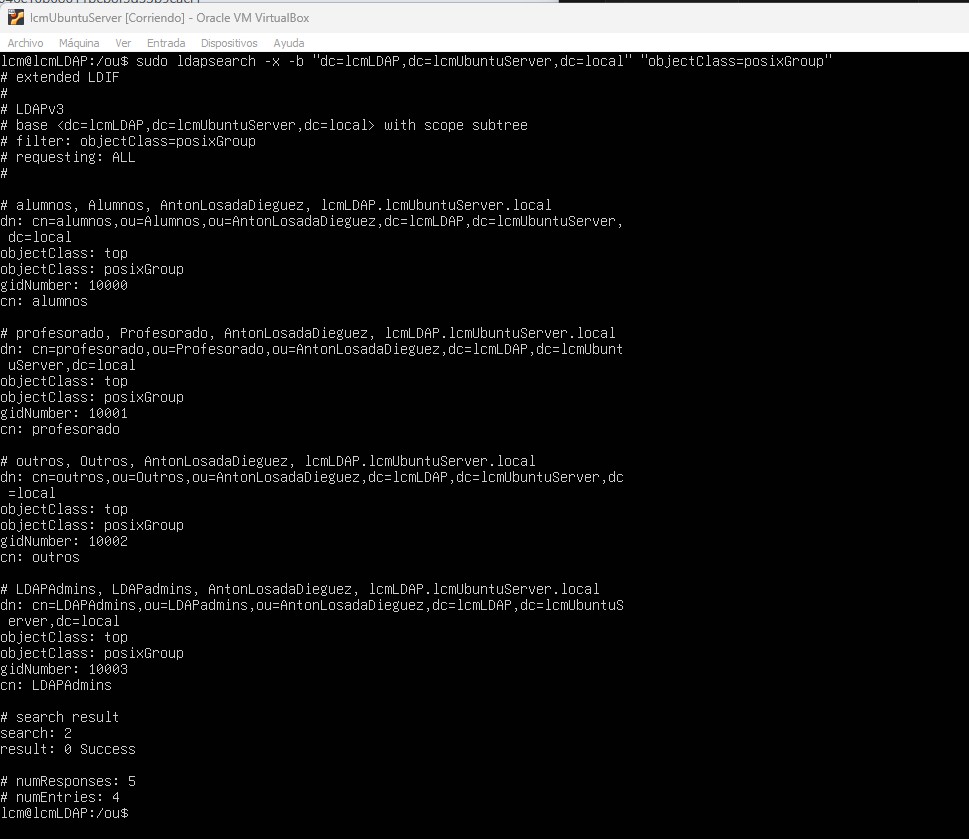 lcmUbuntuServer [Corriendo] - Oracle VM VirtualBox
Archivo Máquina Ver Entrada Dispositivos Ayuda
lcm@lcmLDAP:/ou$ sudo ldapsearch -x -b "dc=lcmLDAP,dc=lcmUbuntuServer,dc=local" "objectClass=posixGroup"
# extended LDIF
#
# LDAPv3
# base <dc=lcmLDAP,dc=lcmUbuntuServer,dc=local> with scope subtree
# filter: objectClass=posixGroup
# requesting: ALL
#
# alumnos, Alumnos, AntonLosadaDieguez, lcmLDAP.lcmUbuntuServer.local
dn: cn=alumnos,ou=Alumnos,ou=AntonLosadaDieguez,dc=lcmLDAP,dc=lcmUbuntuServer,
 dc=local
objectClass: top
objectClass: posixGroup
gidNumber: 10000
cn: alumnos
# profesorado, Profesorado, AntonLosadaDieguez, lcmLDAP.lcmUbuntuServer.local
dn: cn=profesorado,ou=Profesorado,ou=AntonLosadaDieguez,dc=lcmLDAP,dc=lcmUbunt
 uServer,dc=local
objectClass: top
objectClass: posixGroup
gidNumber: 10001
cn: profesorado
# outros, Outros, AntonLosadaDieguez, lcmLDAP.lcmUbuntuServer.local
dn: cn=outros,ou=Outros,ou=AntonLosadaDieguez,dc=lcmLDAP,dc=lcmUbuntuServer,dc
 =local
objectClass: top
objectClass: posixGroup
gidNumber: 10002
cn: outros
# LDAPAdmins, LDAPadmins, AntonLosadaDieguez, lcmLDAP.lcmUbuntuServer.local
dn: cn=LDAPAdmins,ou=LDAPadmins,ou=AntonLosadaDieguez,dc=lcmLDAP,dc=lcmUbuntuS
 erver,dc=local
objectClass: top
objectClass: posixGroup
gidNumber: 10003
cn: LDAPAdmins
# search result
search: 2
result: 0 Success
# numResponses: 5
# numEntries: 4
lcm@lcmLDAP:/ou$